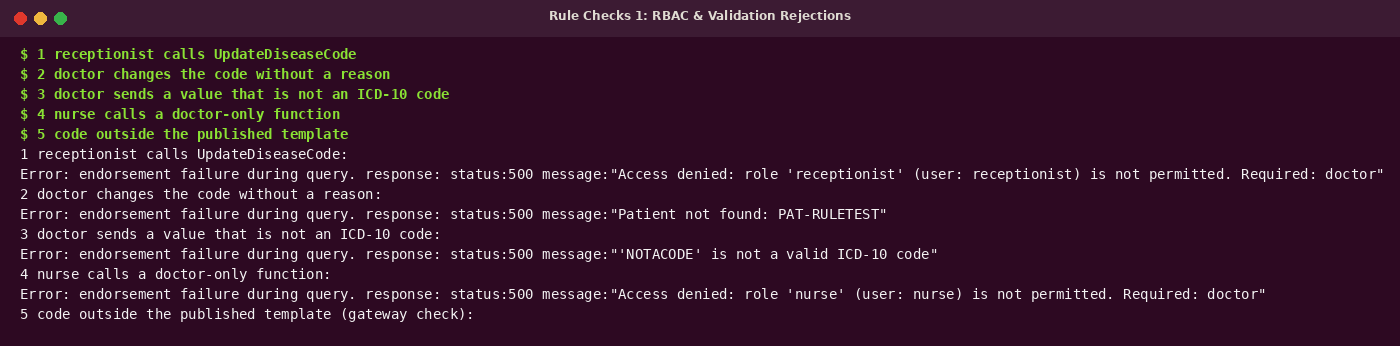 Rule Checks 1: RBAC & Validation Rejections
$ 1 receptionist calls UpdateDiseaseCode
$ 2 doctor changes the code without a reason
$ 3 doctor sends a value that is not an ICD-10 code
$ 4 nurse calls a doctor-only function
$ 5 code outside the published template
1 receptionist calls UpdateDiseaseCode:
Error: endorsement failure during query. response: status:500 message:"Access denied: role 'receptionist' (user: receptionist) is not permitted. Required: doctor"
2 doctor changes the code without a reason:
Error: endorsement failure during query. response: status:500 message:"Patient not found: PAT-RULETEST"
3 doctor sends a value that is not an ICD-10 code:
Error: endorsement failure during query. response: status:500 message:"'NOTACODE' is not a valid ICD-10 code"
4 nurse calls a doctor-only function:
Error: endorsement failure during query. response: status:500 message:"Access denied: role 'nurse' (user: nurse) is not permitted. Required: doctor"
5 code outside the published template (gateway check):